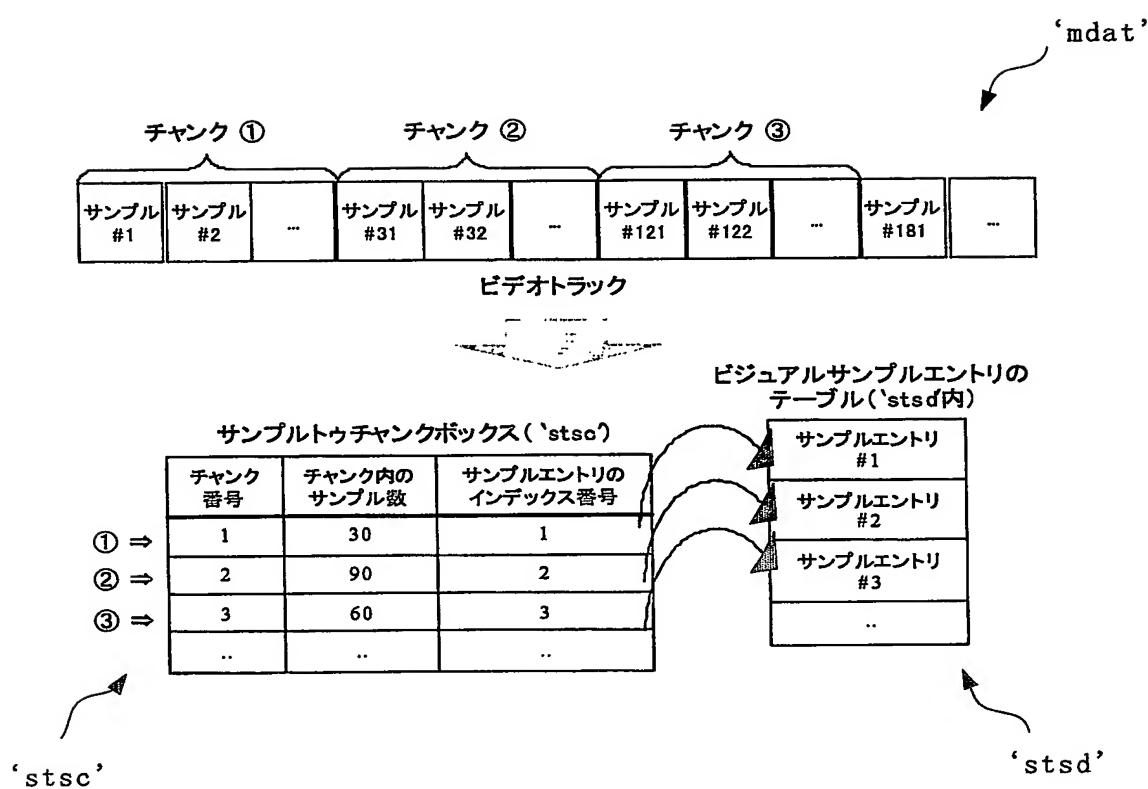 ‘mdat’
チャンク ① チャンク ② チャンク ③
サンプル #1 サンプル #2 … サンプル #31 サンプル #32 … サンプル #121 サンプル #122 … サンプル #181 …
ビデオトラック
ビジュアルサンプルエントリの
テーブル(‘stsd’内)
サンプルトゥチャンクボックス(‘stsc’)
チャンク番号 チャンク内のサンプル数 サンプルエントリのインデックス番号
① ⇒ 1 30 1
② ⇒ 2 90 2
③ ⇒ 3 60 3
.. .. ..
サンプルエントリ
#1
サンプルエントリ
#2
サンプルエントリ
#3
..
‘stsc’
‘stsd’